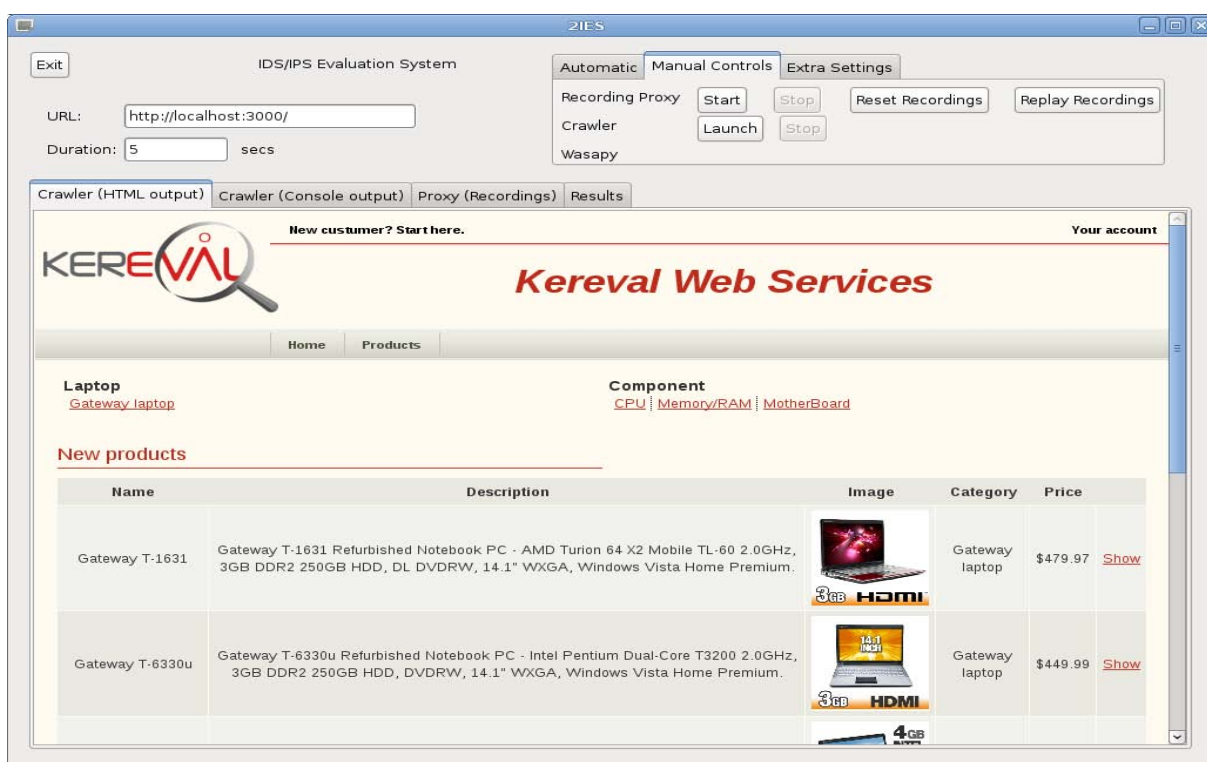 2IES
Exit
IDS/IPS Evaluation System
URL:
http://localhost:3000/
Duration:
5
secs
Automatic
Manual Controls
Extra Settings
Recording Proxy
Start
Stop
Reset Recordings
Replay Recordings
Crawler
Launch
Stop
Wasapy
Crawler (HTML output)
Crawler (Console output)
Proxy (Recordings)
Results
KEREVAL
New custumer? Start here.
Your account
Kereval Web Services
Home
Products
Laptop
Gateway laptop
Component
CPU
Memory/RAM
MotherBoard
New products
Name
Description
Image
Category
Price
Gateway T-1631
Gateway T-1631 Refurbished Notebook PC - AMD Turion 64 X2 Mobile TL-60 2.0GHz,
3GB DDR2 250GB HDD, DL DVDRW, 14.1" WXGA, Windows Vista Home Premium.
3GB HDMI
Gateway
laptop
$479.97
Show
Gateway T-6330u
Gateway T-6330u Refurbished Notebook PC - Intel Pentium Dual-Core T3200 2.0GHz,
3GB DDR2 250GB HDD, DVDRW, 14.1" WXGA, Windows Vista Home Premium.
14.1
INCH
3GB HDMI
Gateway
laptop
$449.99
Show
4GB